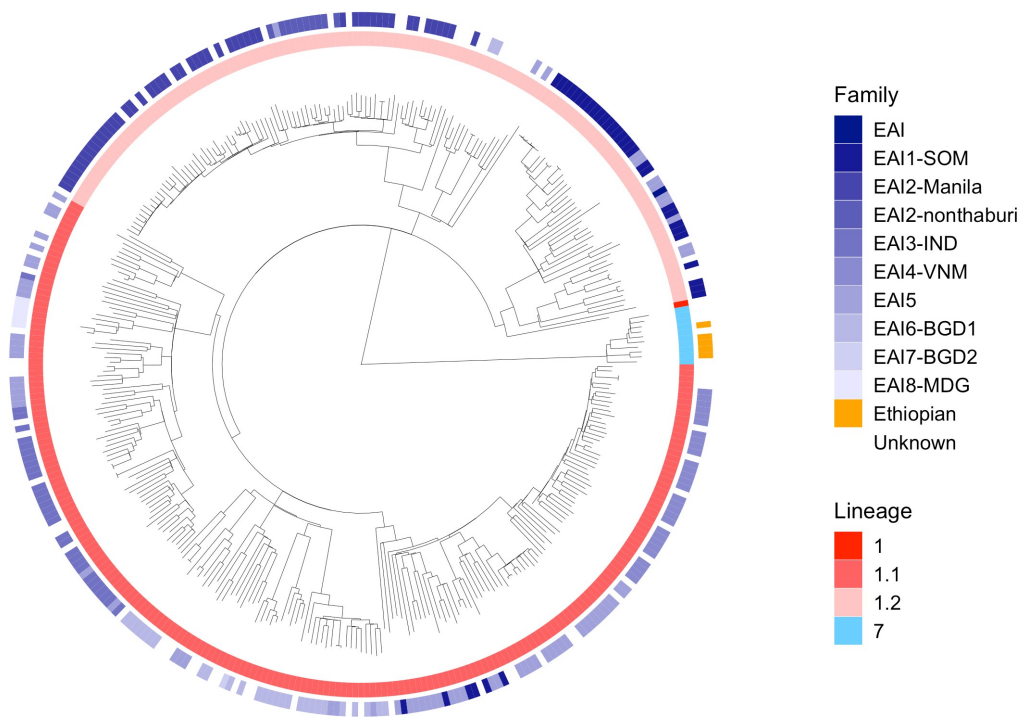 Family
EAI
EAI1-SOM
EAI2-Manila
EAI2-nonthaburi
EAI3-IND
EAI4-VNM
EAI5
EAI6-BGD1
EAI7-BGD2
EAI8-MDG
Ethiopian
Unknown
Lineage
1
1.1
1.2
7